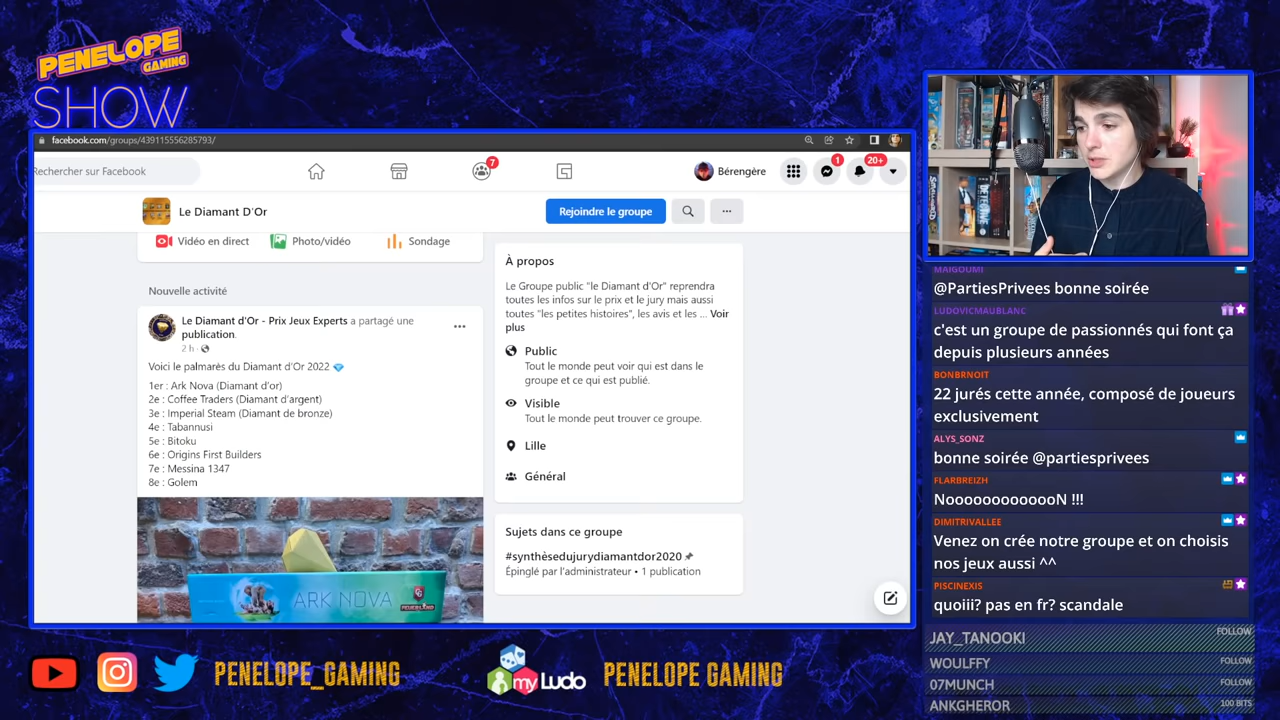 PENELOPE
GAMING
SHOW
facebook.com/groups/439115556285793/
Rechercher sur Facebook
7
Bérengère
1
20+
Le Diamant D'Or
Rejoindre le groupe
Vidéo en direct
Photo/vidéo
Sondage
Nouvelle activité
Le Diamant d'Or - Prix Jeux Experts a partagé une
publication.
2 h
Voici le palmarès du Diamant d'Or 2022
1er : Ark Nova (Diamant d'or)
2e : Coffee Traders (Diamant d'argent)
3e : Imperial Steam (Diamant de bronze)
4e : Tabannusi
5e : Bitoku
6e : Origins First Builders
7e : Messina 1347
8e : Golem
ARK NOVA
FEUERLAND
À propos
Le Groupe public "le Diamant d'Or" reprendra
toutes les infos sur le prix et le jury mais aussi
toutes "les petites histoires", les avis et les ... Voir
plus
Public
Tout le monde peut voir qui est dans le
groupe et ce qui est publié.
Visible
Tout le monde peut trouver ce groupe.
Lille
Général
Sujets dans ce groupe
#synthèsedujurydiamantdor2020
Épinglé par l'administrateur • 1 publication
MAIGOUMI
@PartiesPrivees bonne soirée
LUDOVICMAUBLANC
c'est un groupe de passionnés qui font ça
depuis plusieurs années
BONBRNOIT
22 jurés cette année, composé de joueurs
exclusivement
ALYS_SONZ
bonne soirée @partiesprivees
FLARBREIZH
NooooooooooooN !!!
DIMITRIVALLEE
Venez on crée notre groupe et on choisis
nos jeux aussi ^^
PISCINEXIS
quoiii? pas en fr? scandale
JAY_TANOOKI
FOLLOW
WOULFFY
FOLLOW
07MUNCH
FOLLOW
ANKGHEROR
100 BITS
PENELOPE_GAMING
myLudo
PENELOPE GAMING